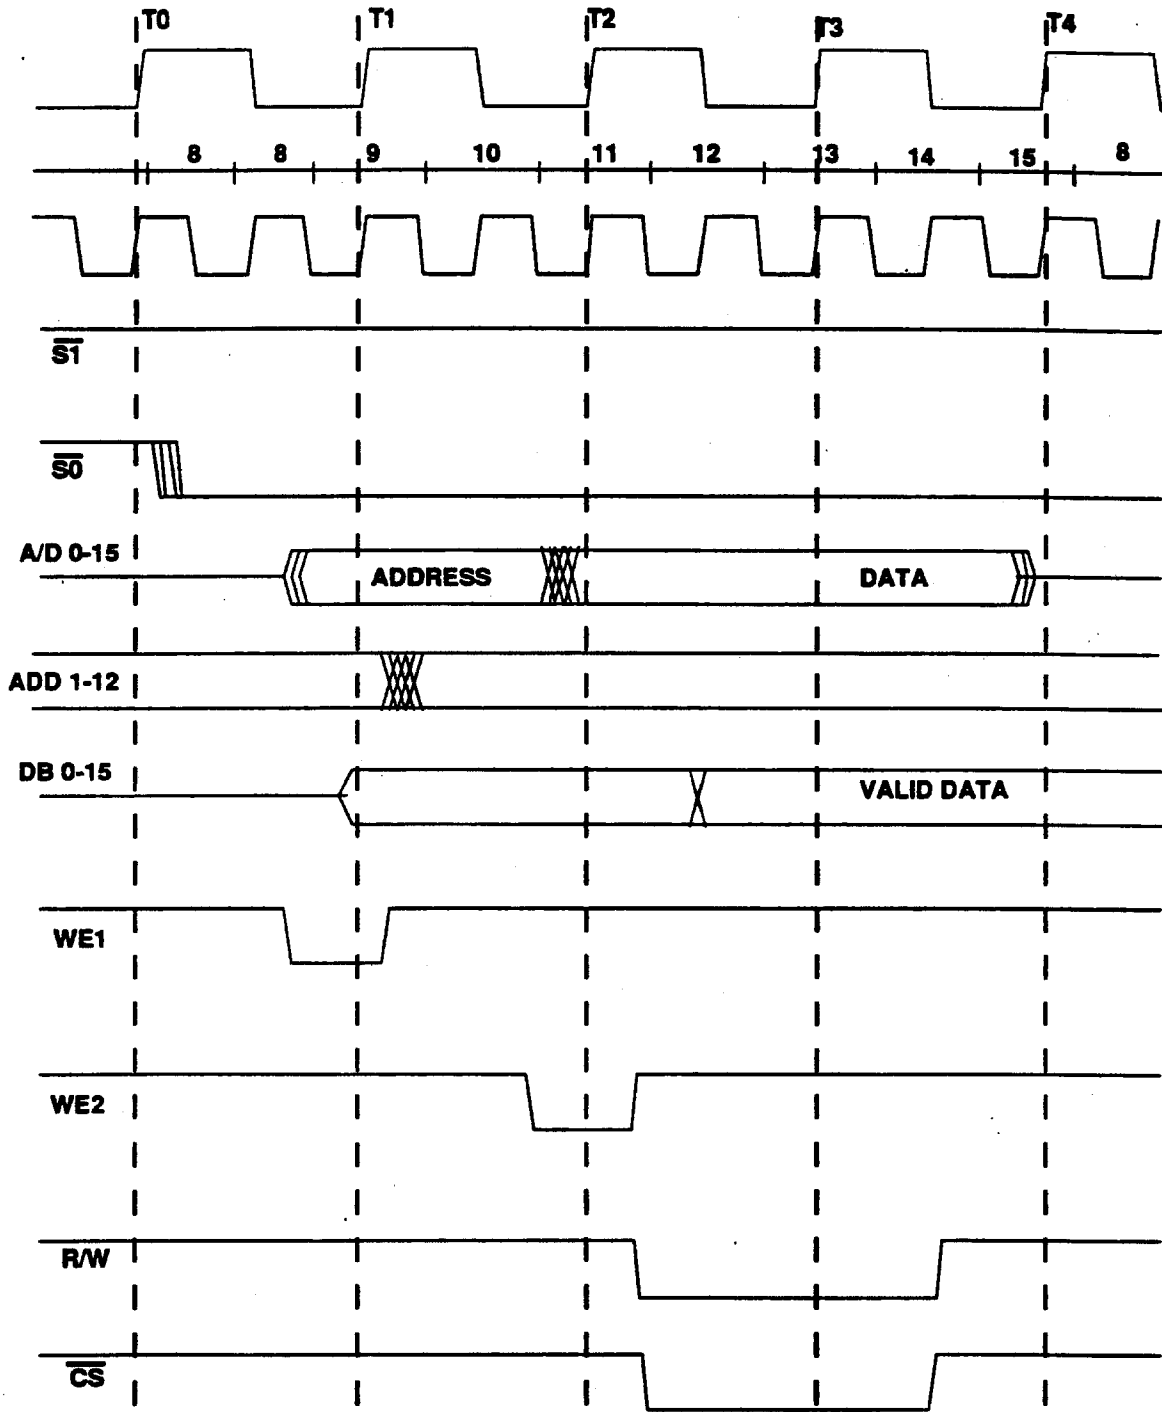 T0 T1 T2 T3 T4
8 8 9 10 11 12 13 14 15 8
S1
S0
A/D 0-15 ADDRESS DATA
ADD 1-12
DB 0-15 VALID DATA
WE1
WE2
R/W
CS